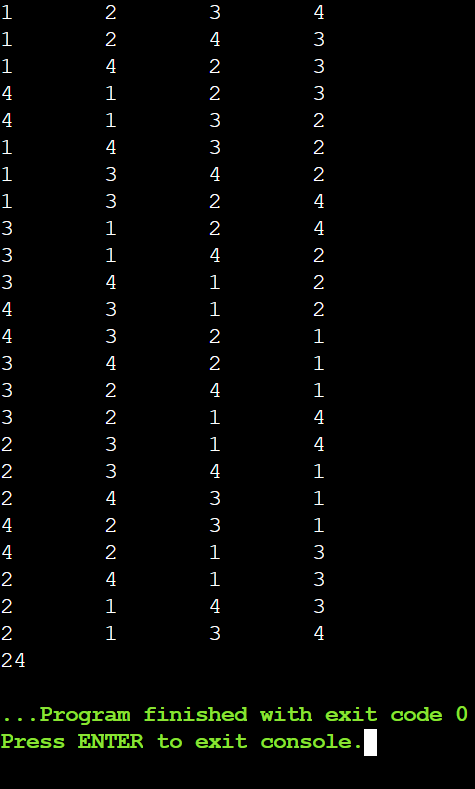 1 2 3 4
1 2 4 3
1 4 2 3
4 1 2 3
4 1 3 2
1 4 3 2
1 3 4 2
1 3 2 4
3 1 2 4
3 1 4 2
3 4 1 2
4 3 1 2
4 3 2 1
3 4 2 1
3 2 4 1
3 2 1 4
2 3 1 4
2 3 4 1
2 4 3 1
4 2 3 1
4 2 1 3
2 4 1 3
2 1 4 3
2 1 3 4
24
...Program finished with exit code 0
Press ENTER to exit console.